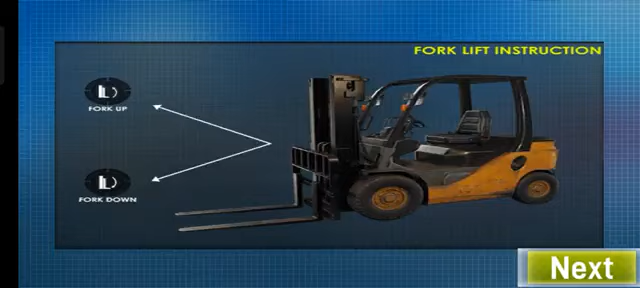 FORK LIFT INSTRUCTION
FORK UP
FORK DOWN
Next